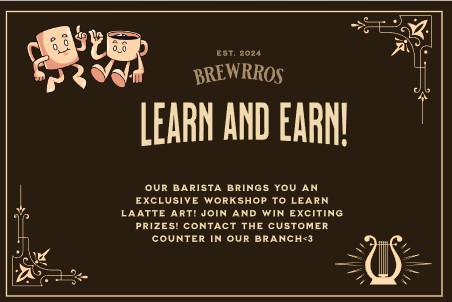 EST. 2024
BREWRROS
LEARN AND EARN!
OUR BARISTA BRINGS YOU AN
EXCLUSIVE WORKSHOP TO LEARN
LAATTE ART! JOIN AND WIN EXCITING
PRIZES! CONTACT THE CUSTOMER
COUNTER IN OUR BRANCH<3